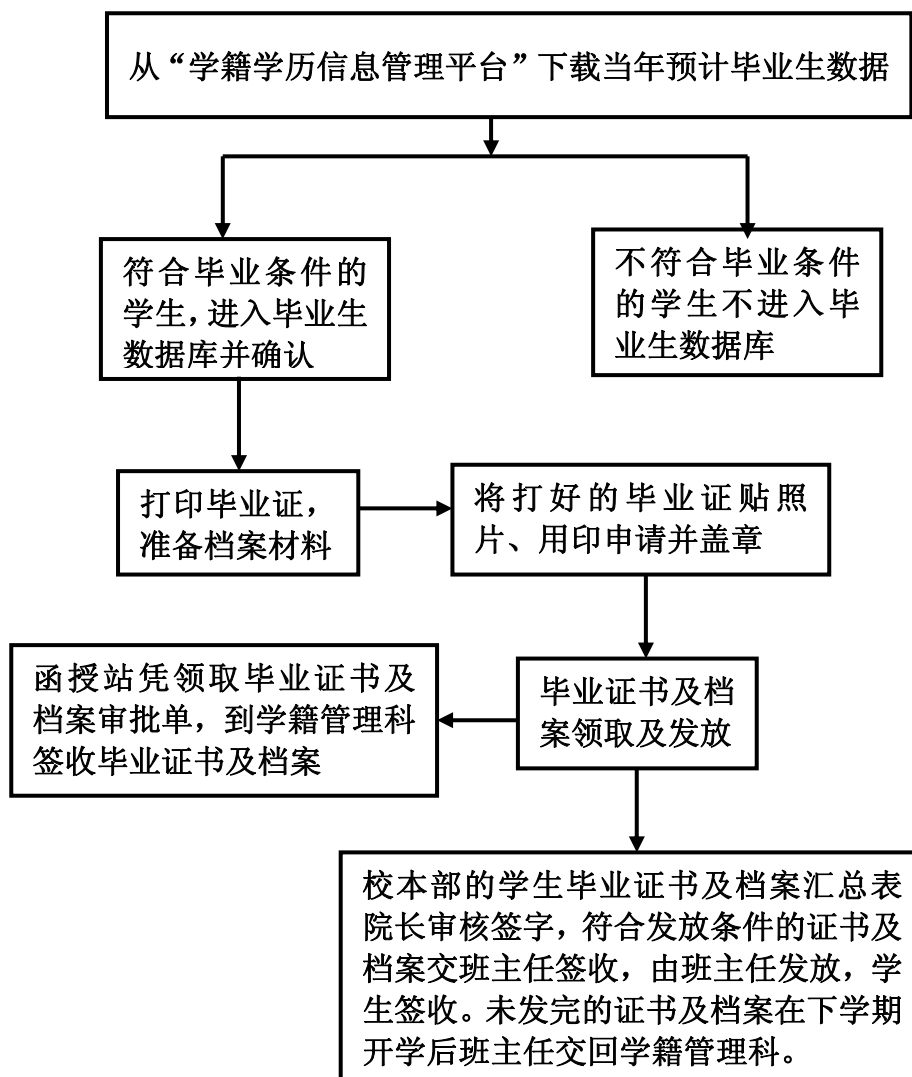 从“学籍学历信息管理平台”下载当年预计毕业生数据
符合毕业条件的
学生，进入毕业生
数据库并确认
不符合毕业条件
的学生不进入毕
业生数据库
打印毕业证，
准备档案材料
将打好的毕业证贴照
片、用印申请并盖章
函授站凭领取毕业证书及
档案审批单，到学籍管理科
签收毕业证书及档案
毕业证书及档
案领取及发放
校本部的学生毕业证书及档案汇总表
院长审核签字，符合发放条件的证书及
档案交班主任签收，由班主任发放，学
生签收。未发完的证书及档案在下学期
开学后班主任交回学籍管理科。